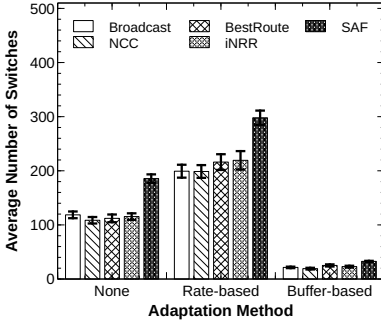 500
400
300
200
100
0
Average Number of Switches
Broadcast BestRoute SAF
NCC iNRR
None Rate-based Buffer-based
Adaptation Method